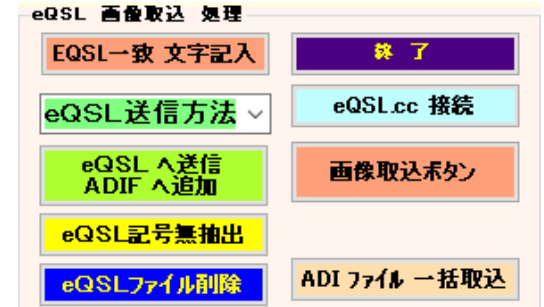 eQSL 画像取込 処理
EQSL一致 文字記入
終 了
eQSL送信方法
eQSL.cc 接続
eQSL へ送信
ADIF へ追加
画像取込ボタン
eQSL記号無抽出
eQSLファイル削除
ADI ファイル 一括取込